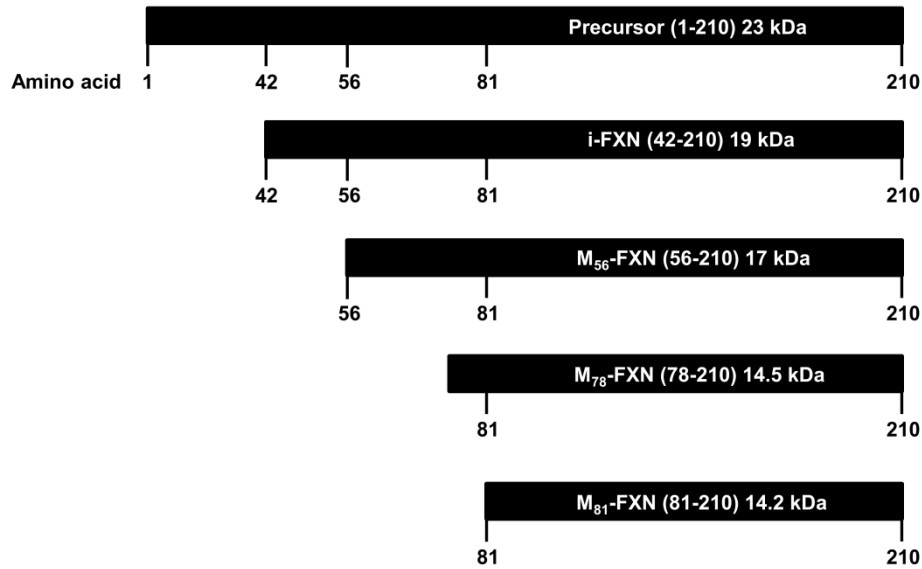 Precursor (1-210) 23 kDa
Amino acid 1 42 56 81 210
i-FXN (42-210) 19 kDa
42 56 81 210
M₅₆-FXN (56-210) 17 kDa
56 81 210
M₇₈-FXN (78-210) 14.5 kDa
81 210
M₈₁-FXN (81-210) 14.2 kDa
81 210